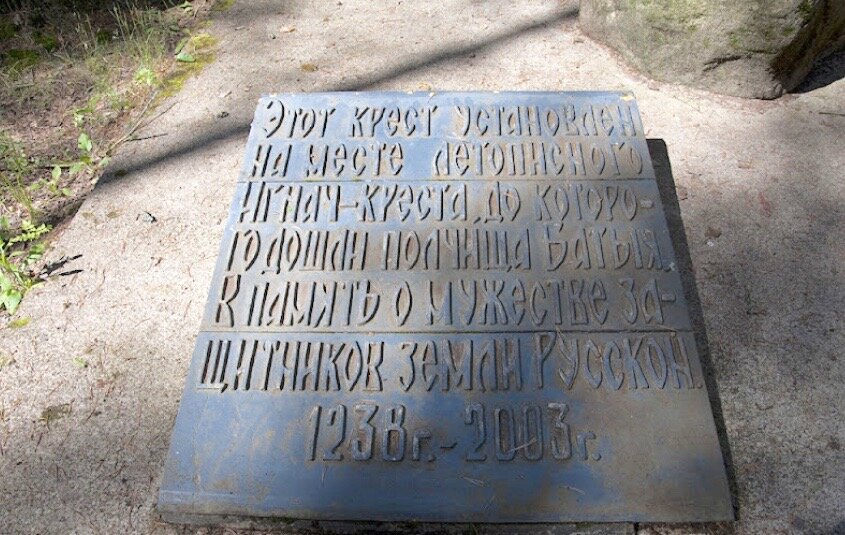 Этот крест установлен
на месте летописного
Игнач-креста до которо-
го дошли полчища Батыя.
В память о мужестве за-
щитников земли Русской.
1238г.-2003г.